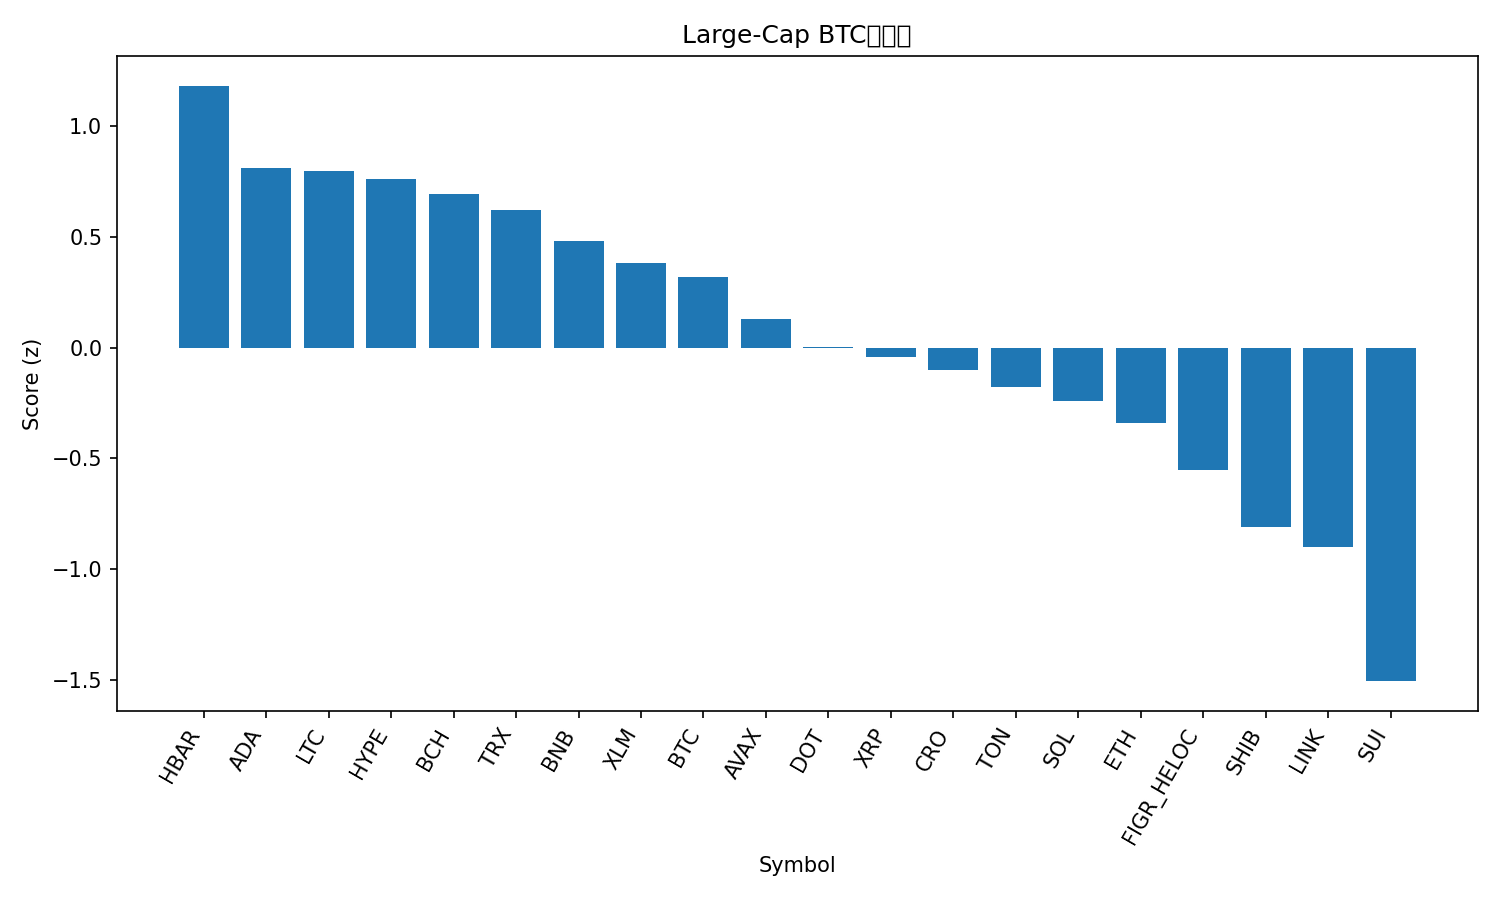 Large-Cap BTC□□□
1.0
0.5
0.0
−0.5
−1.0
−1.5
Score (z)
HBAR
ADA
LTC
HYPE
BCH
TRX
BNB
XLM
BTC
AVAX
DOT
XRP
CRO
TON
SOL
ETH
FIGR_HELOC
SHIB
LINK
SUI
Symbol